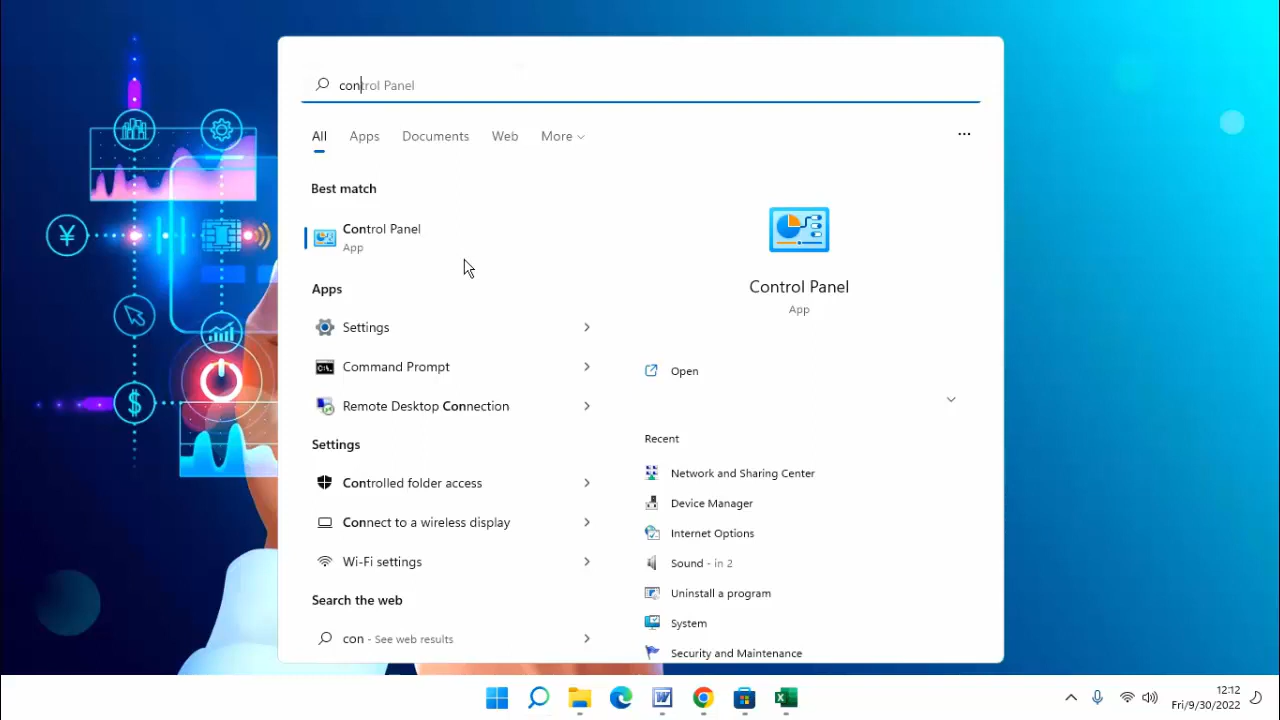 control Panel
All Apps Documents Web More
Best match
Control Panel
App
Apps
Settings
Command Prompt
Remote Desktop Connection
Settings
Controlled folder access
Connect to a wireless display
Wi-Fi settings
Search the web
con - See web results
Control Panel
App
Open
Recent
Network and Sharing Center
Device Manager
Internet Options
Sound - in 2
Uninstall a program
System
Security and Maintenance
¥
$
12:12
Fri/9/30/2022